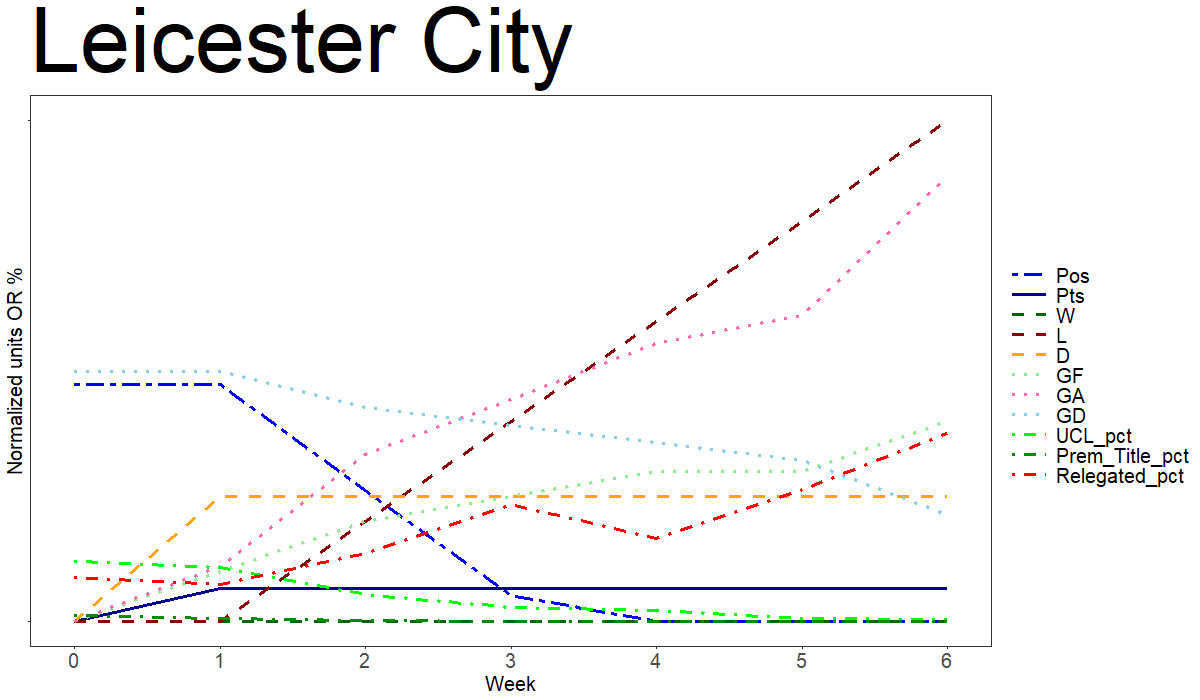 Leicester City
Normalized units OR %
Pos
Pts
W
L
D
GF
GA
GD
UCL_pct
Prem_Title_pct
Relegated_pct
0 1 2 3 4 5 6
Week